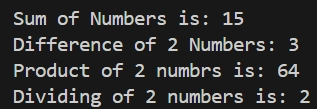 Sum of Numbers is: 15
Difference of 2 Numbers: 3
Product of 2 numbrs is: 64
Dividing of 2 numbers is: 2